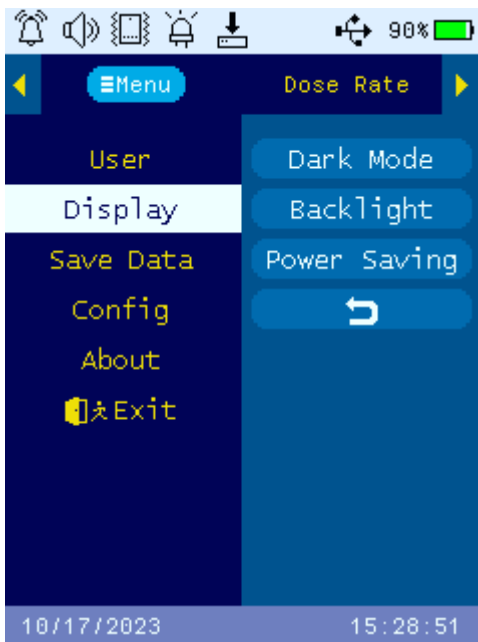 90%
Menu
Dose Rate
User
Dark Mode
Display
Backlight
Save Data
Power Saving
Config
About
Exit
10/17/2023
15:28:51